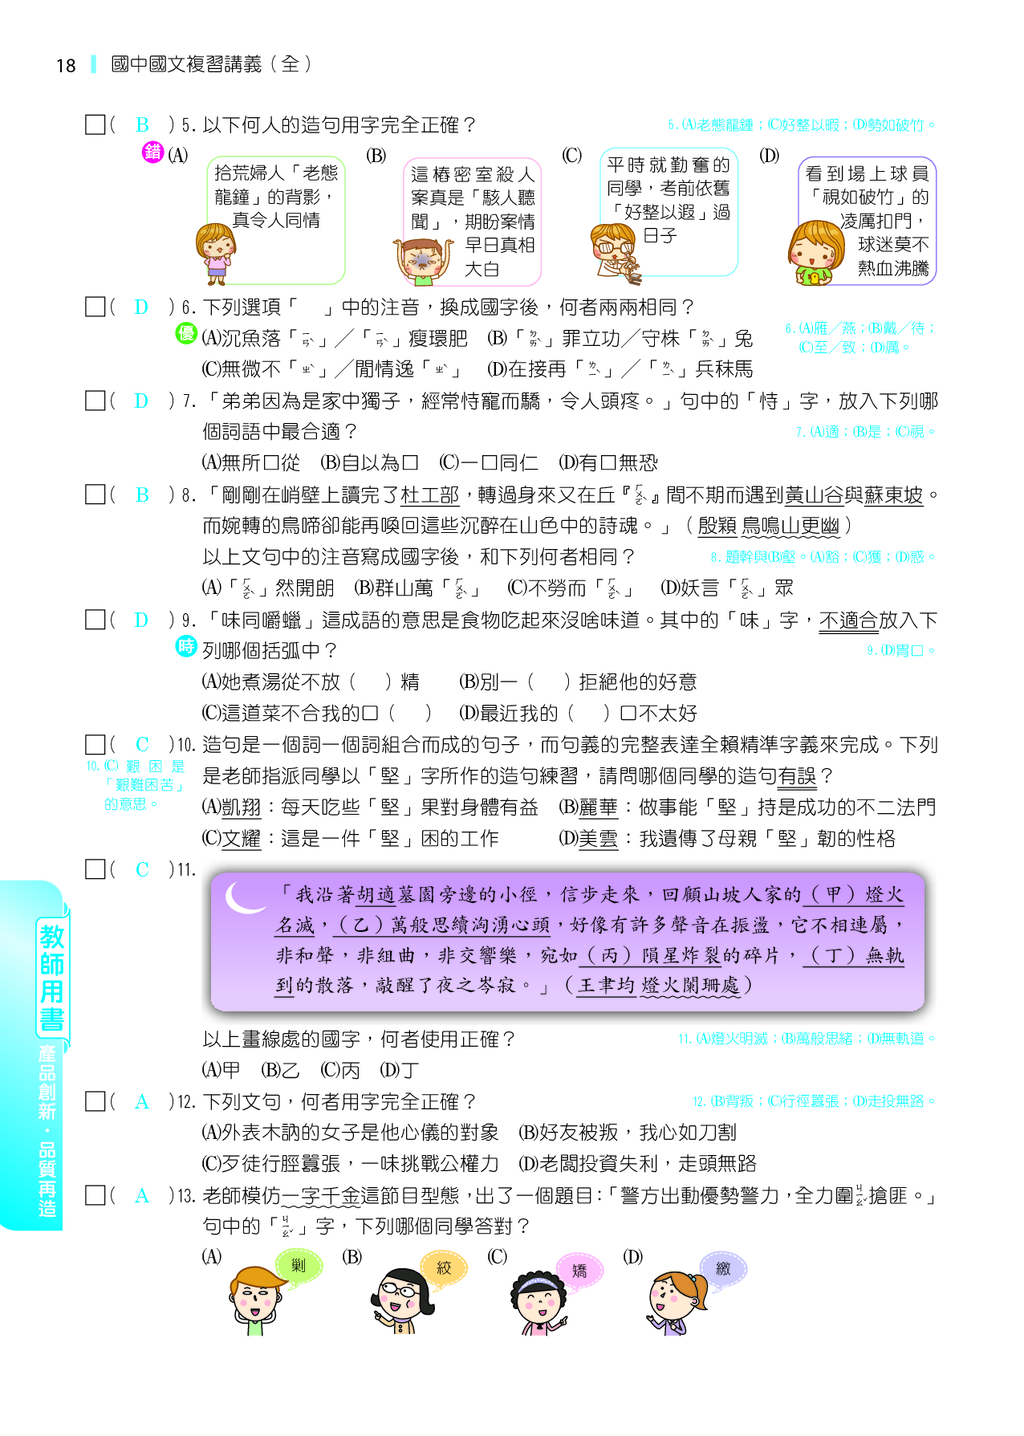 18 國中國文複習講義（全）
□( B )5. 以下何人的造句用字完全正確？ 5. (A)老態龍鍾；(C)好整以暇；(D)勢如破竹。
錯 (A) (B) (C) (D)
拾荒婦人「老態
龍鐘」的背影，
真令人同情
這樁密室殺人
案真是「駭人聽
聞」，期盼案情
早日真相
大白
平時就勤奮的
同學，考前依舊
「好整以遐」過
日子
看到場上球員
「視如破竹」的
凌厲扣門，
球迷莫不
熱血沸騰
□( D )6. 下列選項「　」中的注音，換成國字後，何者兩兩相同？
優 (A)沉魚落「ㄧㄢˋ」／「ㄧㄢˋ」瘦環肥 (B)「ㄉㄞˋ」罪立功／守株「ㄉㄞˋ」兔 6. (A)雁／燕；(B)戴／待；
(C)無微不「ㄓˋ」／閒情逸「ㄓˋ」 (D)在接再「ㄌㄧˋ」／「ㄌㄧˋ」兵秣馬 (C)至／致；(D)厲。
□( D )7. 「弟弟因為是家中獨子，經常恃寵而驕，令人頭疼。」句中的「恃」字，放入下列哪
個詞語中最合適？ 7. (A)適；(B)是；(C)視。
(A)無所口從 (B)自以為口 (C)一口同仁 (D)有口無恐
□( B )8. 「剛剛在峭壁上讀完了杜工部，轉過身來又在丘『ㄏㄨㄛˋ』間不期而遇到黃山谷與蘇東坡。
而婉轉的鳥啼卻能再喚回這些沉醉在山色中的詩魂。」（殷穎 鳥鳴山更幽）
以上文句中的注音寫成國字後，和下列何者相同？ 8. 題幹與(B)壑。(A)豁；(C)獲；(D)惑。
(A)「ㄏㄨㄛˋ」然開朗 (B)群山萬「ㄏㄨㄛˋ」 (C)不勞而「ㄏㄨㄛˋ」 (D)妖言「ㄏㄨㄛˋ」眾
□( D )9. 「味同嚼蠟」這成語的意思是食物吃起來沒啥味道。其中的「味」字，不適合放入下
時 列哪個括弧中？ 9. (D)胃口。
(A)她煮湯從不放（　）精 (B)別一（　）拒絕他的好意
(C)這道菜不合我的口（　） (D)最近我的（　）口不太好
□( C )10. 造句是一個詞一個詞組合而成的句子，而句義的完整表達全賴精準字義來完成。下列
10. (C)艱困是
「艱難困苦」
的意思。
是老師指派同學以「堅」字所作的造句練習，請問哪個同學的造句有誤？
(A)凱翔：每天吃些「堅」果對身體有益 (B)麗華：做事能「堅」持是成功的不二法門
(C)文耀：這是一件「堅」困的工作 (D)美雲：我遺傳了母親「堅」韌的性格
□( C )11.
「我沿著胡適墓園旁邊的小徑，信步走來，回顧山坡人家的（甲）燈火
名滅，（乙）萬般思續洶湧心頭，好像有許多聲音在振盪，它不相連屬，
非和聲，非組曲，非交響樂，宛如（丙）隕星炸裂的碎片，（丁）無軌
到的散落，敲醒了夜之岑寂。」（王聿均 燈火闌珊處）
以上畫線處的國字，何者使用正確？ 11. (A)燈火明滅；(B)萬般思緒；(D)無軌道。
(A)甲 (B)乙 (C)丙 (D)丁
□( A )12. 下列文句，何者用字完全正確？ 12. (B)背叛；(C)行徑囂張；(D)走投無路。
(A)外表木訥的女子是他心儀的對象 (B)好友被叛，我心如刀割
(C)歹徒行脛囂張，一味挑戰公權力 (D)老闆投資失利，走頭無路
□( A )13. 老師模仿一字千金這節目型態，出了一個題目：「警方出動優勢警力，全力圍ㄐㄧㄠˇ搶匪。」
句中的「ㄐㄧㄠˇ」字，下列哪個同學答對？
(A) 剿 (B) 絞 (C) 矯 (D) 繳
教師用書
產品創新．品質再造